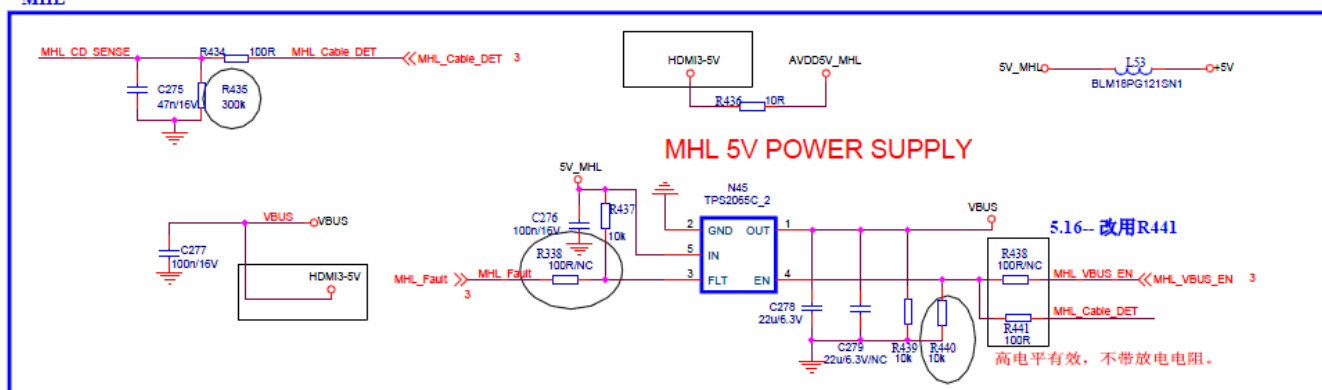 MHL
MHL_CD_SENSE
R434
100R
MHL_Cable_DET
MHL_Cable_DET
3
C275
47n/16V
R435
300k
HDMI3-5V
AVDD5V_MHL
R436
10R
5V_MHL
L53
+5V
BLM18PG121SN1
MHL 5V POWER SUPPLY
VBUS
VBUS
C277
100n/16V
HDMI3-5V
5V_MHL
C276
100n/16V
R437
10k
R338
100R/NC
MHL_Fault
MHL_Fault
3
N45
TPS2065C_2
2
GND
OUT
1
5
IN
3
FLT
EN
4
VBUS
5.16-- 改用R441
R438
100R/NC
MHL_VBUS_EN
MHL_VBUS_EN
3
MHL_Cable_DET
R441
100R
C278
22u/6.3V
C279
22u/6.3V/NC
R439
10k
R440
10k
高电平有效，不带放电电阻。